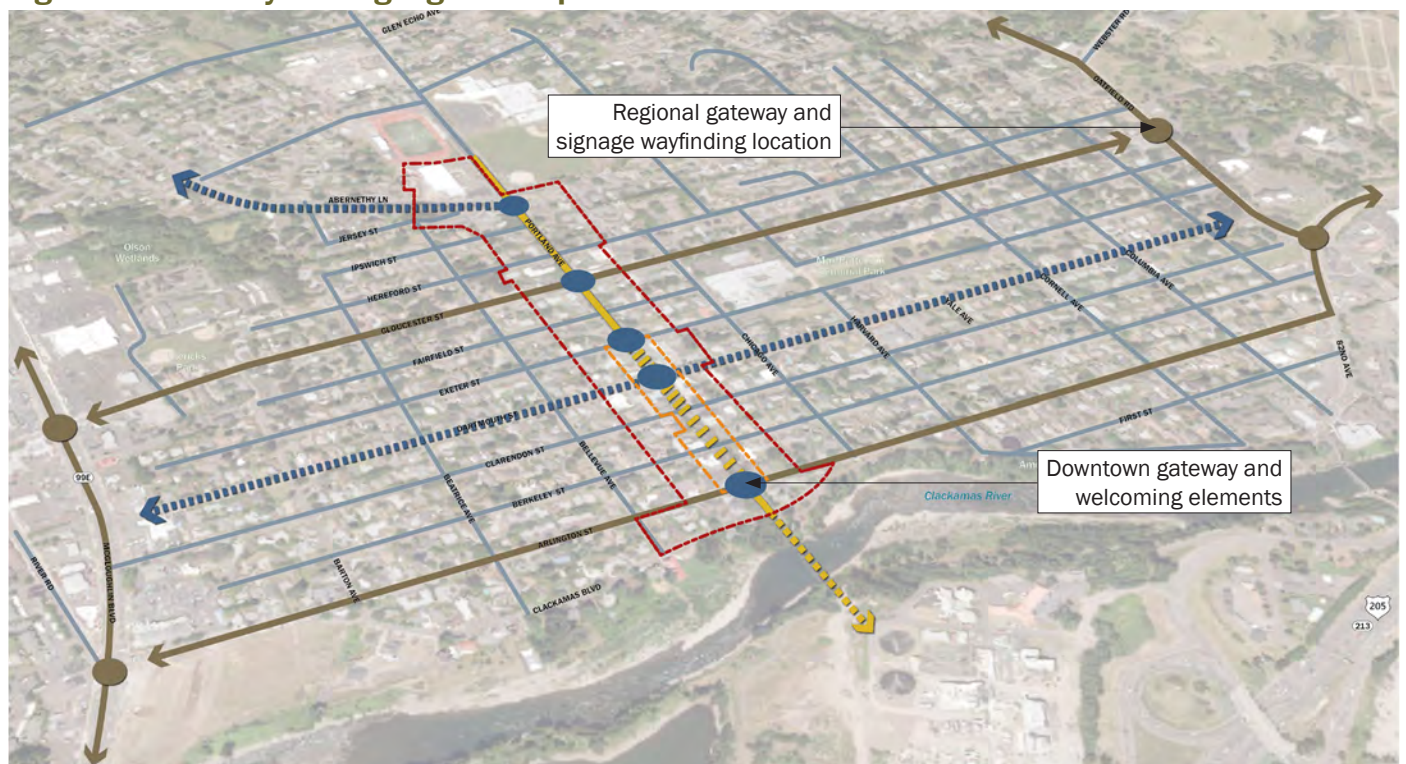 GLEN ECHO AVE
WEBSTER RD
OATFIELD RD
Regional gateway and
signage wayfinding location
ABERNETHY LN
PORTLAND AVE
JERSEY ST
Olson
Wetlands
IPSWICH ST
HEREFORD ST
GLOUCESTER ST
COLUMBIA AVE
CORNELL AVE
YALE AVE
HARVARD AVE
CHICAGO AVE
82ND AVE
FAIRFIELD ST
EXETER ST
DARTMOUTH ST
FIRST ST
CLARENDON ST
BELLEVUE AVE
BEATRICE AVE
BERKELEY ST
99E
Downtown gateway and
welcoming elements
Clackamas River
ARLINGTON ST
MCGLOUGHLIN BLVD
RIVER RD
BARTON AVE
CLACKAMAS BLVD
205
213